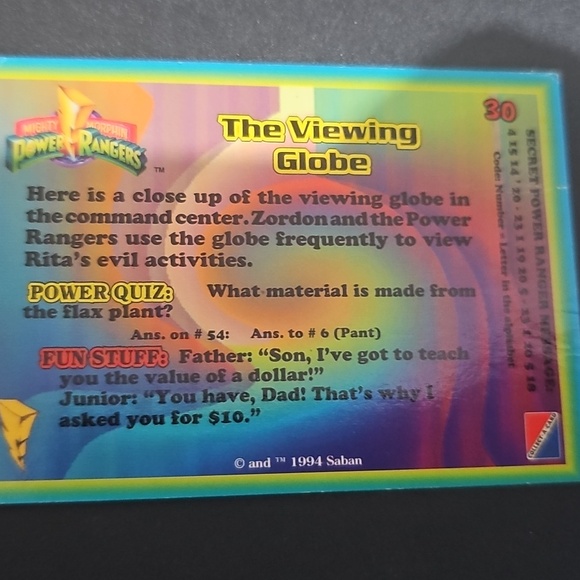 MIGHTY MORPHIN
POWER RANGERS
TM
The Viewing
Globe
30
Here is a close up of the viewing globe in
the command center. Zordon and the Power
Rangers use the globe frequently to view
Rita's evil activities.
POWER QUIZ: What material is made from
the flax plant?
Ans. on # 54: Ans. to # 6 (Pant)
FUN STUFF: Father: “Son, I've got to teach
you the value of a dollar!”
Junior: “You have, Dad! That's why I
asked you for $10.”
© and ™ 1994 Saban
SECRET POWER RANGER MESSAGE:
Code: Number = Letter in the alphabet
COLLECT-A-CARD